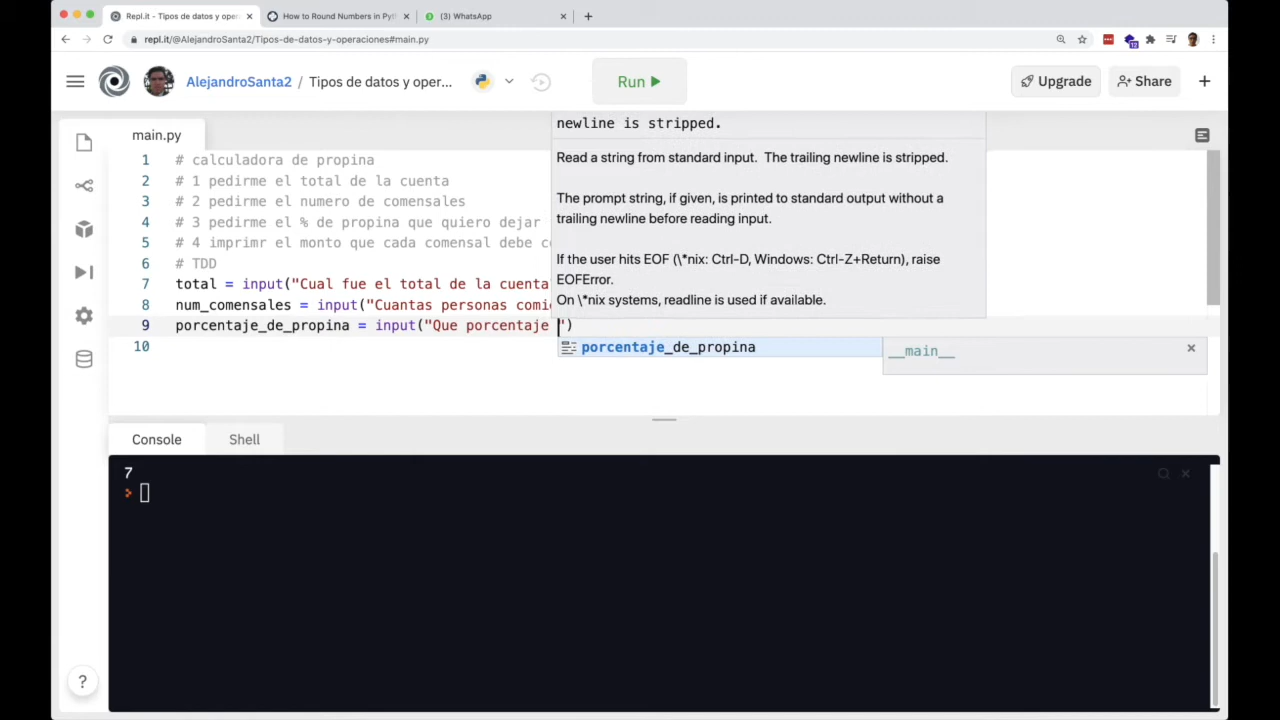 Repl.it - Tipos de datos y oper
How to Round Numbers in Pyt
(3) WhatsApp
repl.it/@AlejandroSanta2/Tipos-de-datos-y-operaciones#main.py
12
AlejandroSanta2 / Tipos de datos y oper...
Run
Upgrade
Share
main.py
newline is stripped.
Read a string from standard input. The trailing newline is stripped.
The prompt string, if given, is printed to standard output without a
trailing newline before reading input.
If the user hits EOF (\*nix: Ctrl-D, Windows: Ctrl-Z+Return), raise
EOFError.
On \*nix systems, readline is used if available.
1 # calculadora de propina
2 # 1 pedirme el total de la cuenta
3 # 2 pedirme el numero de comensales
4 # 3 pedirme el % de propina que quiero dejar
5 # 4 imprimr el monto que cada comensal debe c
6 # TDD
7 total = input("Cual fue el total de la cuenta
8 num_comensales = input("Cuantas personas comi
9 porcentaje_de_propina = input("Que porcentaje ")
10
porcentaje_de_propina
__main__
Console
Shell
7
?